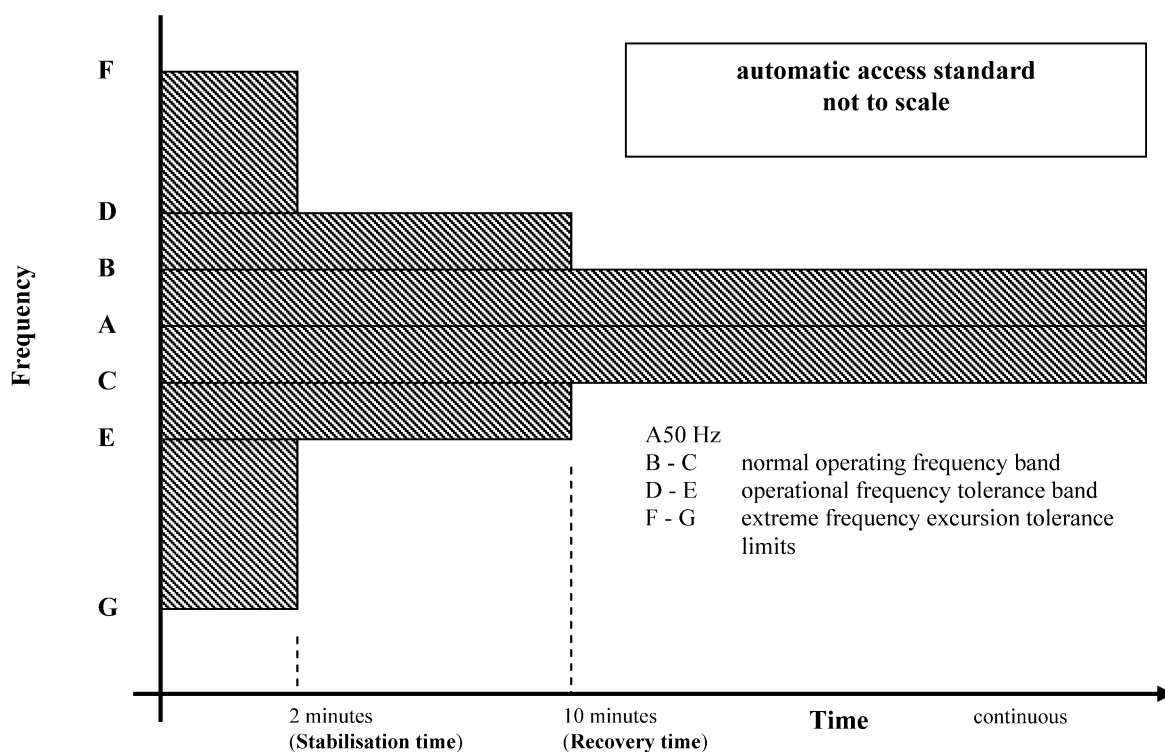 automatic access standard
not to scale
F
D
B
A
C
E
G
Frequency
A50 Hz
B - C normal operating frequency band
D - E operational frequency tolerance band
F - G extreme frequency excursion tolerance
limits
2 minutes
(Stabilisation time)
10 minutes
(Recovery time)
Time
continuous